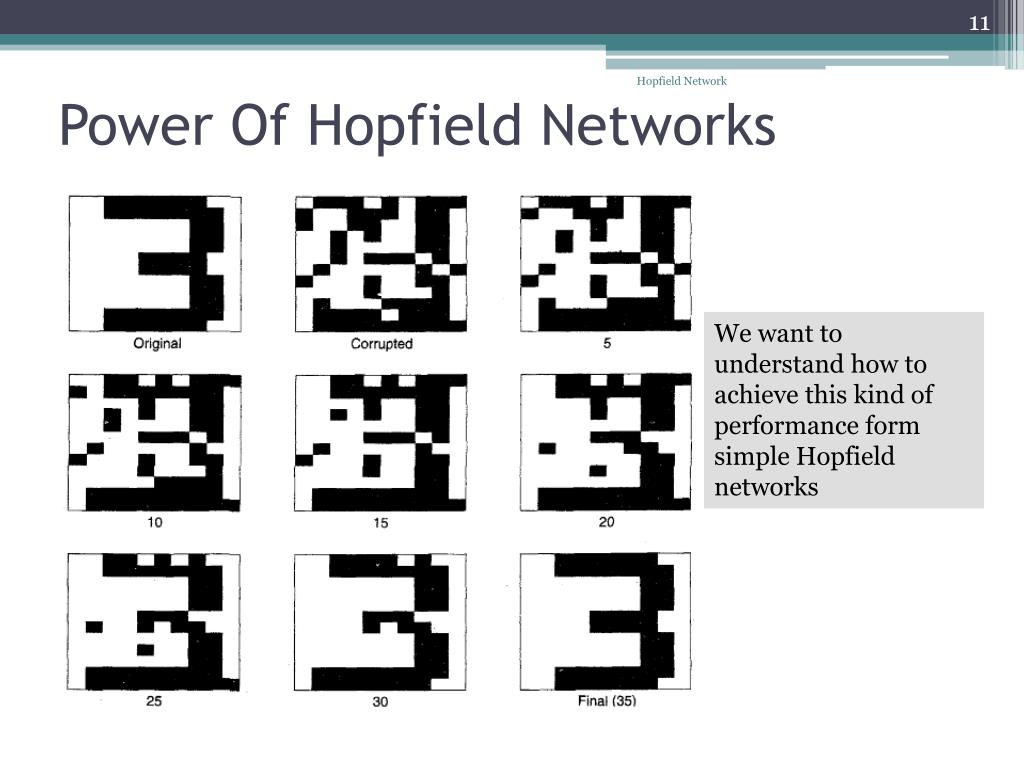 11
Hopfield Network
Power Of Hopfield Networks
Original
Corrupted
5
We want to
understand how to
achieve this kind of
performance form
simple Hopfield
networks
10
15
20
25
30
Final (35)